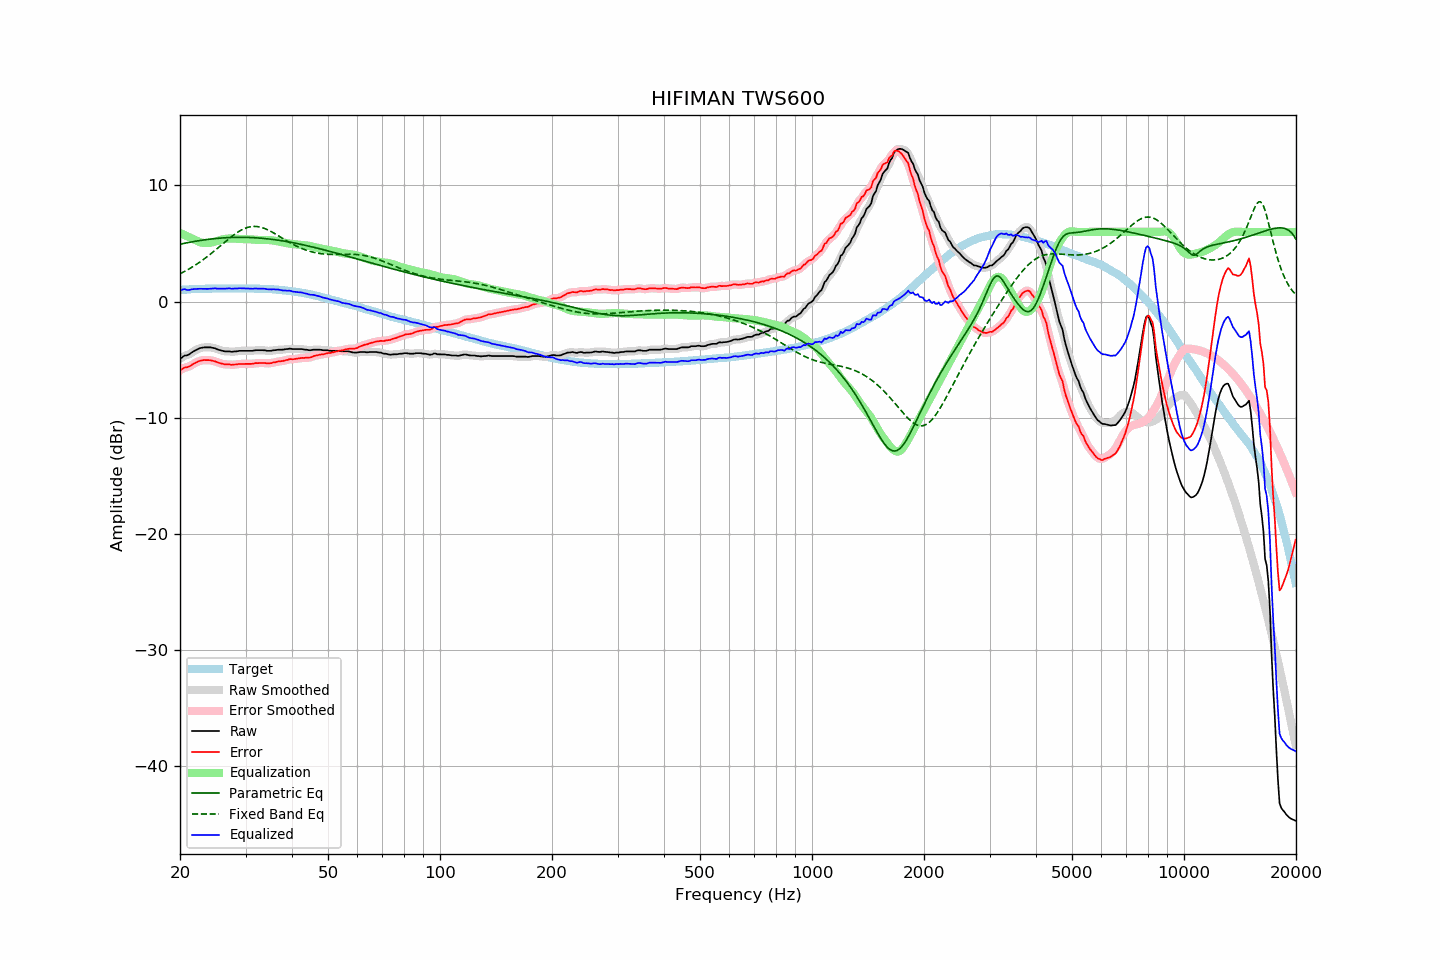 HIFIMAN TWS600
Amplitude (dBr)
10
0
−10
−20
−30
−40
Target
Raw Smoothed
Error Smoothed
Raw
Error
Equalization
Parametric Eq
Fixed Band Eq
Equalized
20 50 100 200 500 1000 2000 5000 10000 20000
Frequency (Hz)